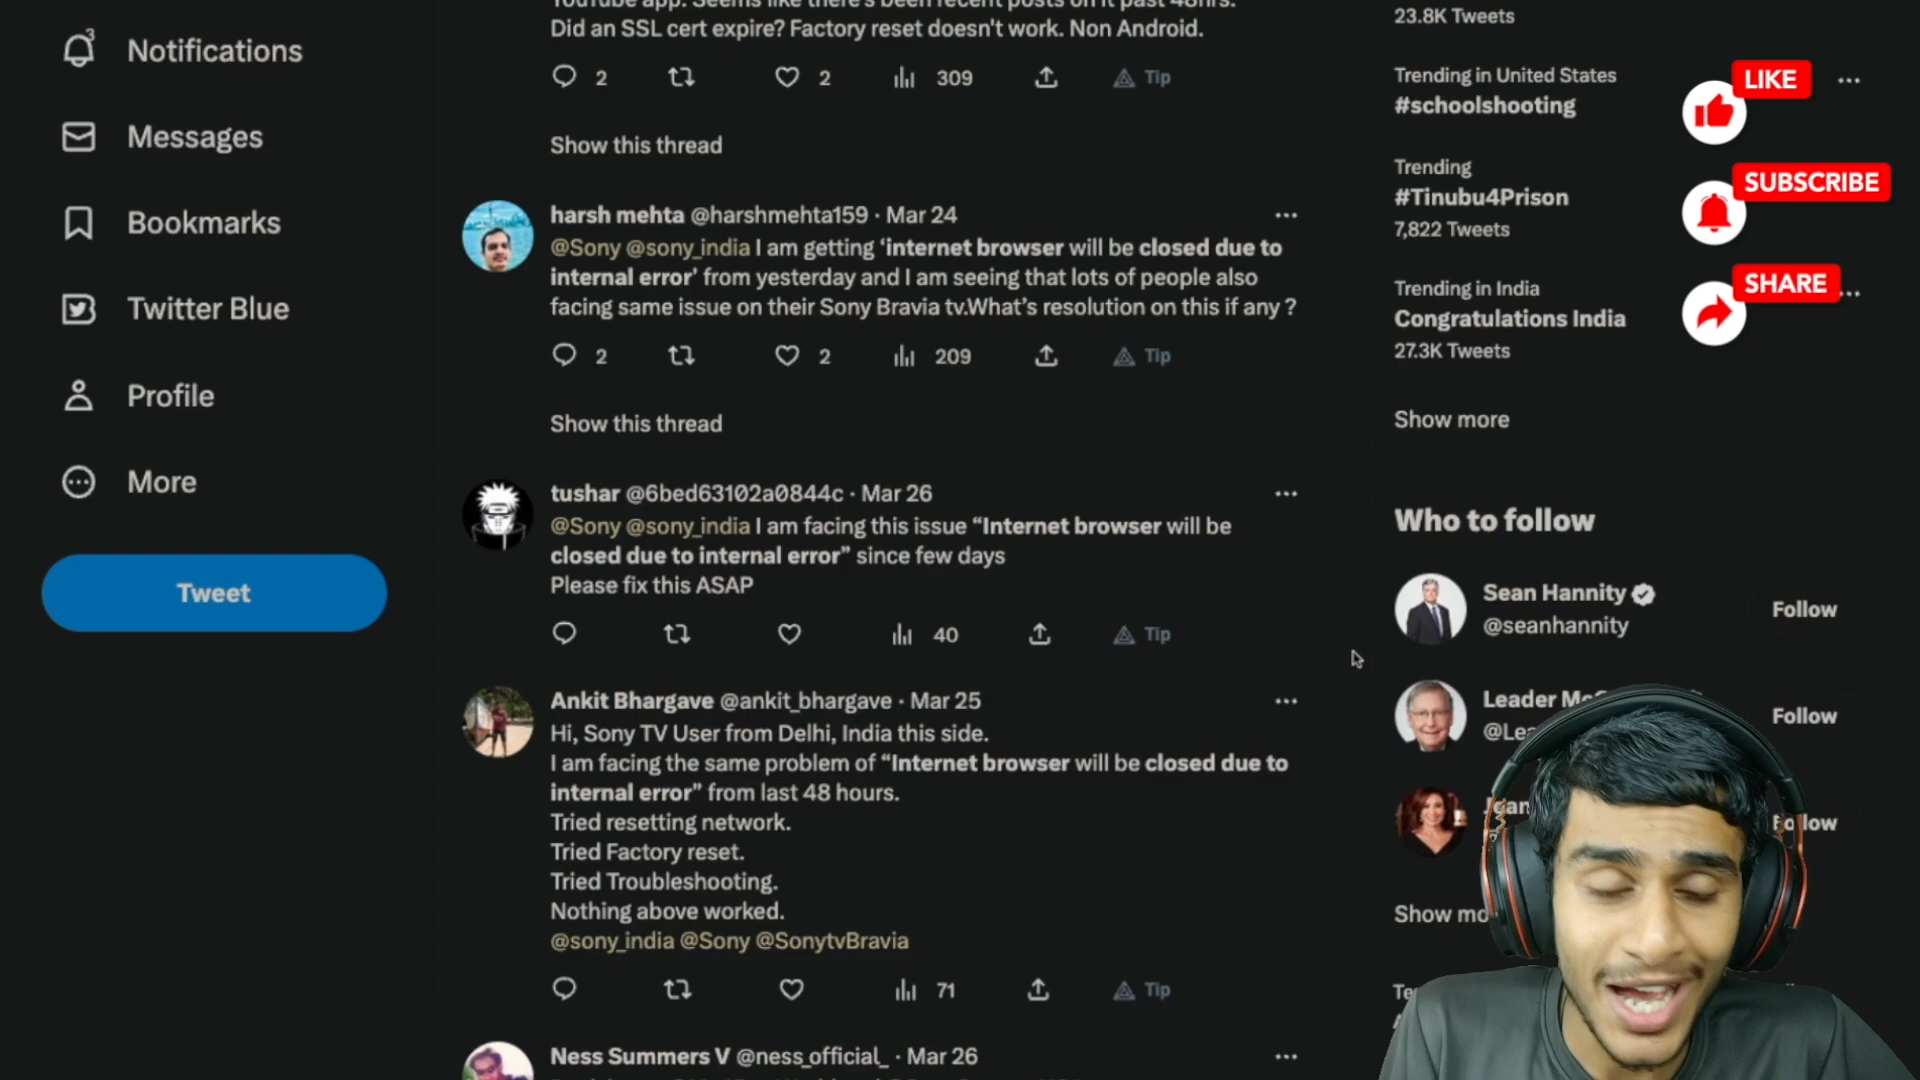 3
Notifications
Messages
Bookmarks
Twitter Blue
Profile
More
Tweet
YouTube app. Seems like there's been recent posts on it past 48hrs.
Did an SSL cert expire? Factory reset doesn't work. Non Android.
2 2 309 Tip
Show this thread
harsh mehta @harshmehta159 · Mar 24
@Sony @sony_india I am getting 'internet browser will be closed due to
internal error' from yesterday and I am seeing that lots of people also
facing same issue on their Sony Bravia tv.What's resolution on this if any ?
2 2 209 Tip
Show this thread
tushar @6bed63102a0844c · Mar 26
@Sony @sony_india I am facing this issue "Internet browser will be
closed due to internal error" since few days
Please fix this ASAP
40 Tip
Ankit Bhargave @ankit_bhargave · Mar 25
Hi, Sony TV User from Delhi, India this side.
I am facing the same problem of "Internet browser will be closed due to
internal error" from last 48 hours.
Tried resetting network.
Tried Factory reset.
Tried Troubleshooting.
Nothing above worked.
@sony_india @Sony @SonytvBravia
71 Tip
Ness Summers V @ness_official_ · Mar 26
23.8K Tweets
Trending in United States
#schoolshooting
Trending
#Tinubu4Prison
7,822 Tweets
Trending in India
Congratulations India
27.3K Tweets
Show more
LIKE
SUBSCRIBE
SHARE
Who to follow
Sean Hannity
@seanhannity
Follow
Leader
Follow
Follow
Show